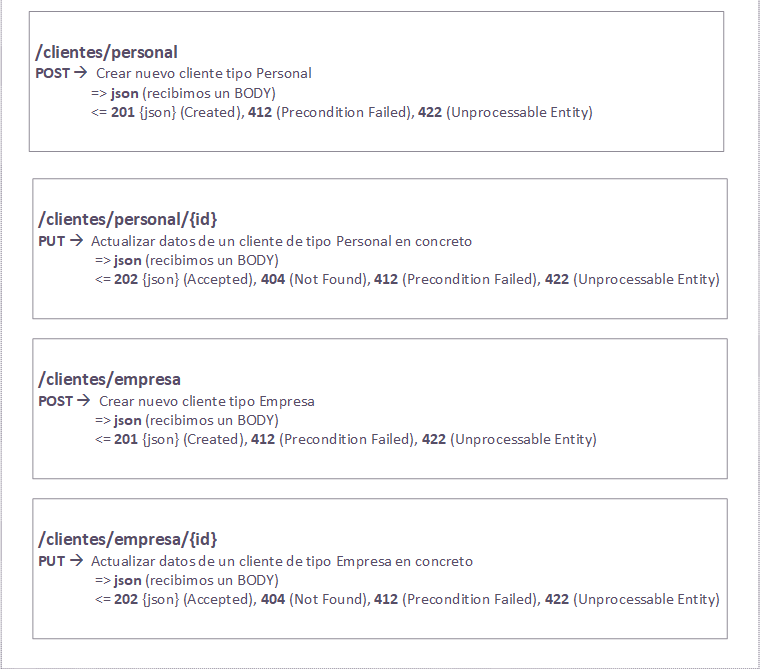 /clientes/personal
POST → Crear nuevo cliente tipo Personal
=> json (recibimos un BODY)
<= 201 {json} (Created), 412 (Precondition Failed), 422 (Unprocessable Entity)
/clientes/personal/{id}
PUT → Actualizar datos de un cliente de tipo Personal en concreto
=> json (recibimos un BODY)
<= 202 {json} (Accepted), 404 (Not Found), 412 (Precondition Failed), 422 (Unprocessable Entity)
/clientes/empresa
POST → Crear nuevo cliente tipo Empresa
=> json (recibimos un BODY)
<= 201 {json} (Created), 412 (Precondition Failed), 422 (Unprocessable Entity)
/clientes/empresa/{id}
PUT → Actualizar datos de un cliente de tipo Empresa en concreto
=> json (recibimos un BODY)
<= 202 {json} (Accepted), 404 (Not Found), 412 (Precondition Failed), 422 (Unprocessable Entity)